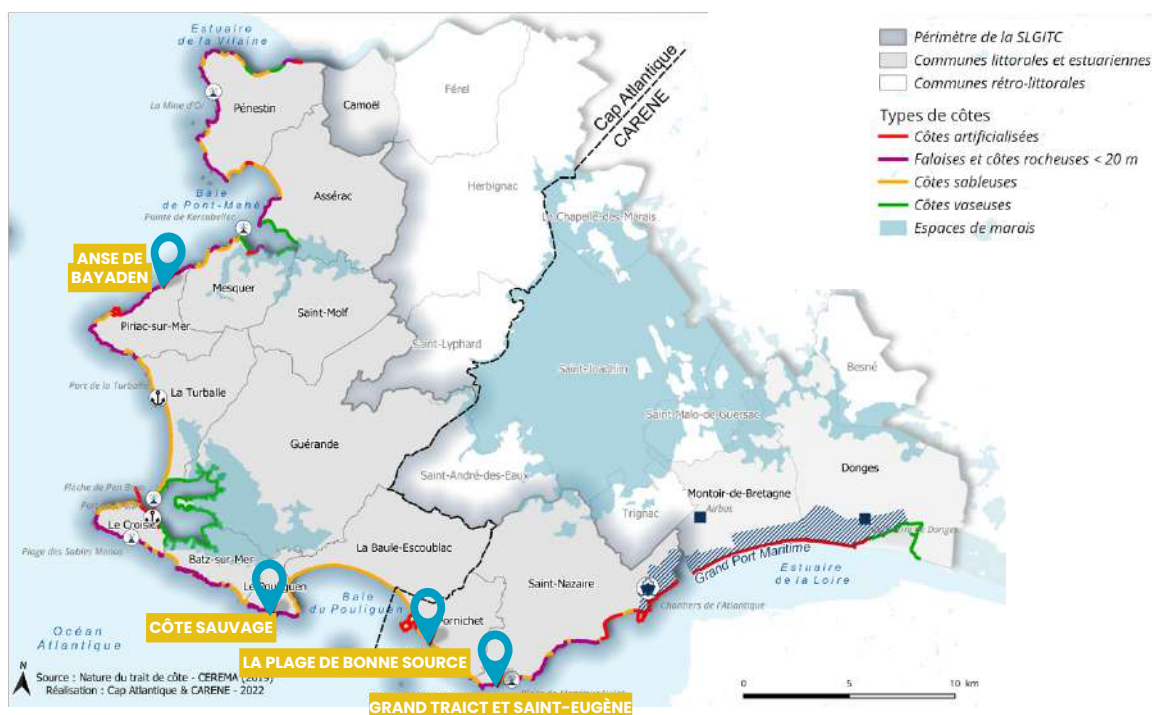 Estuaire
de la Vilaine
La Mine d'Or
Pénestin
Camoël
Férel
Cap Atlantique
CARENE
Herbignac
Assérac
Baie
de Pont-Mahé
Pointe de Kercabellec
La Chapelle-des-Marais
ANSE DE
BAYADEN
Mesquer
Saint-Molf
Piriac-sur-Mer
Saint-Lyphard
Saint-Joachim
Besné
Port de la Turballe
La Turballe
Saint-Malo-de-Guersac
Guérande
Saint-André-des-Eaux
Donges
Montoir-de-Bretagne
Airbus
Trignac
Flèche de Pen Bron
Le Croisic
Plage des Sables Menus
Batz-sur-Mer
La Baule-Escoublac
Saint-Nazaire
Grand Port Maritime
Estuaire
de la Loire
Chantiers de l'Atlantique
Le Pouliguen
Baie
du Pouliguen
Pornichet
Océan
Atlantique
CÔTE SAUVAGE
LA PLAGE DE BONNE SOURCE
GRAND TRAICT ET SAINT-EUGÈNE
N
Source : Nature du trait de côte - CEREMA (2019)
Réalisation : Cap Atlantique & CARENE - 2022
0 5 10 km
Périmètre de la SLGITC
Communes littorales et estuariennes
Communes rétro-littorales
Types de côtes
Côtes artificialisées
Falaises et côtes rocheuses < 20 m
Côtes sableuses
Côtes vaseuses
Espaces de marais